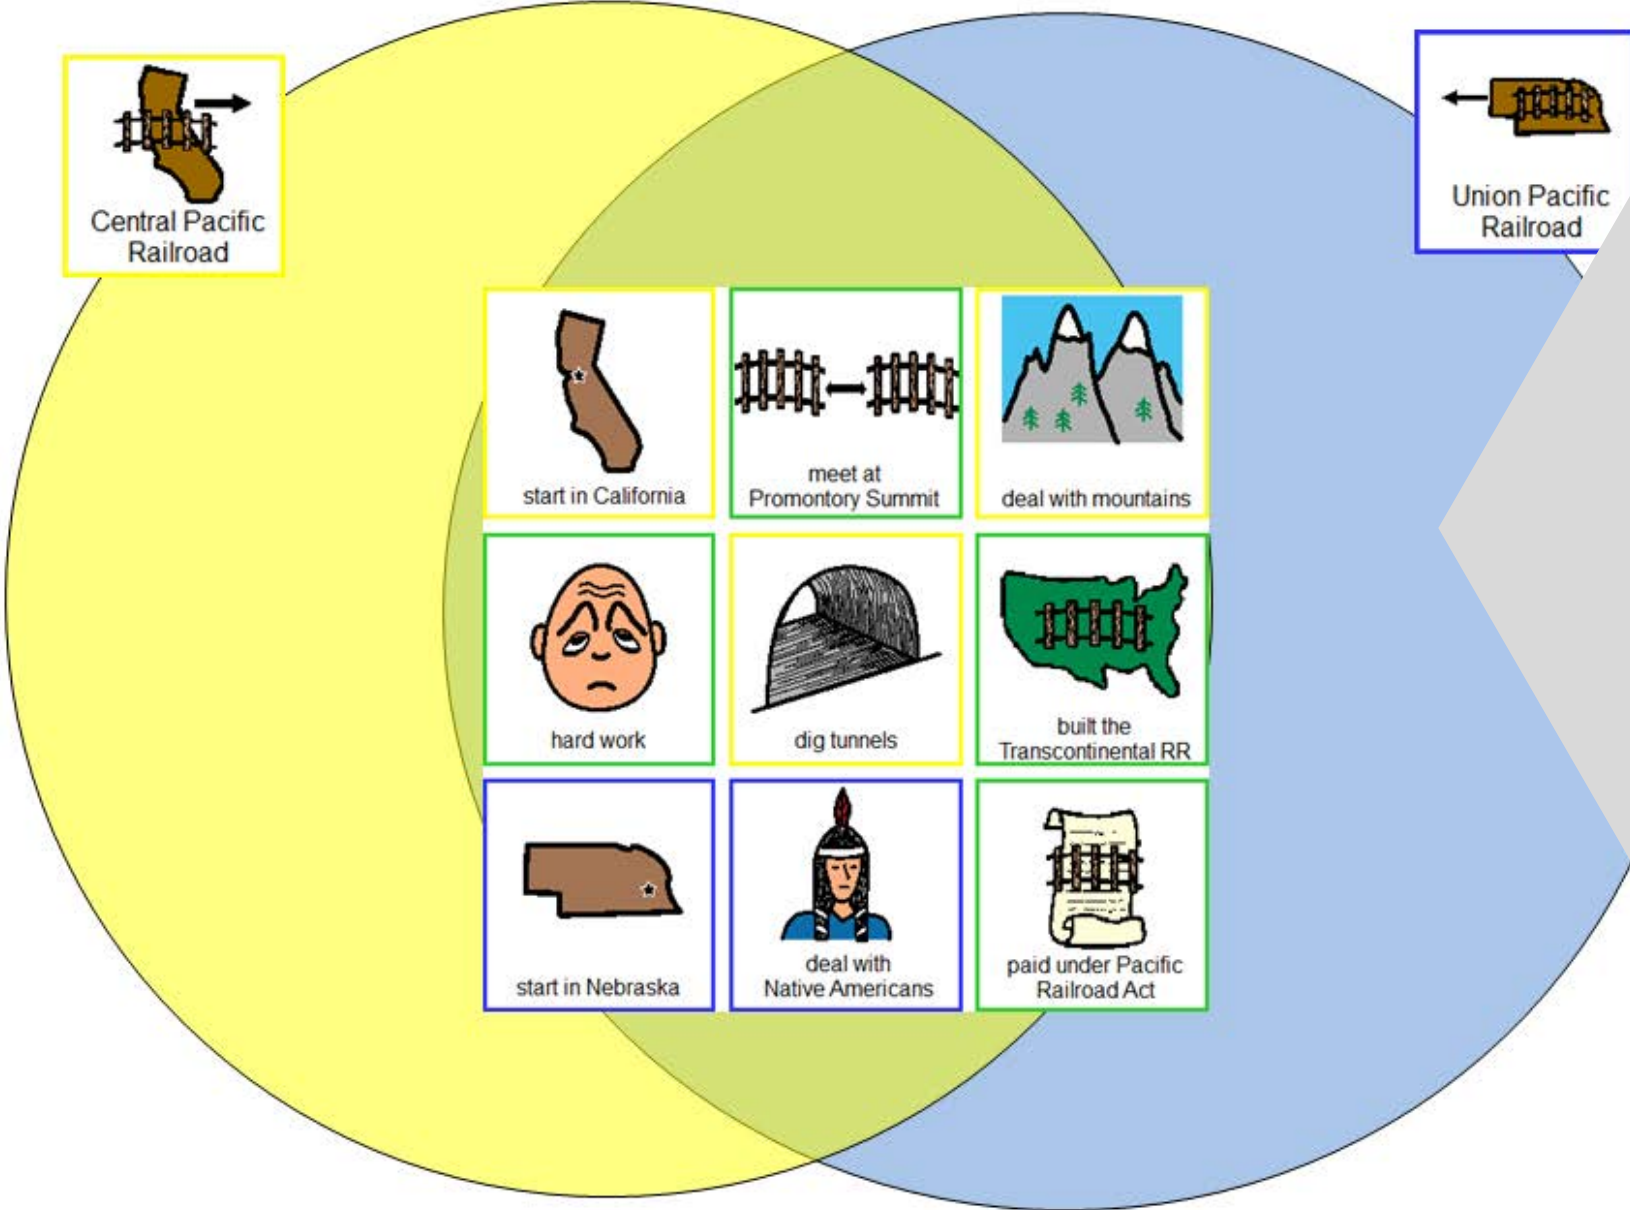 Central Pacific
Railroad
Union Pacific
Railroad
start in California
meet at
Promontory Summit
deal with mountains
hard work
dig tunnels
built the
Transcontinental RR
start in Nebraska
deal with
Native Americans
paid under Pacific
Railroad Act